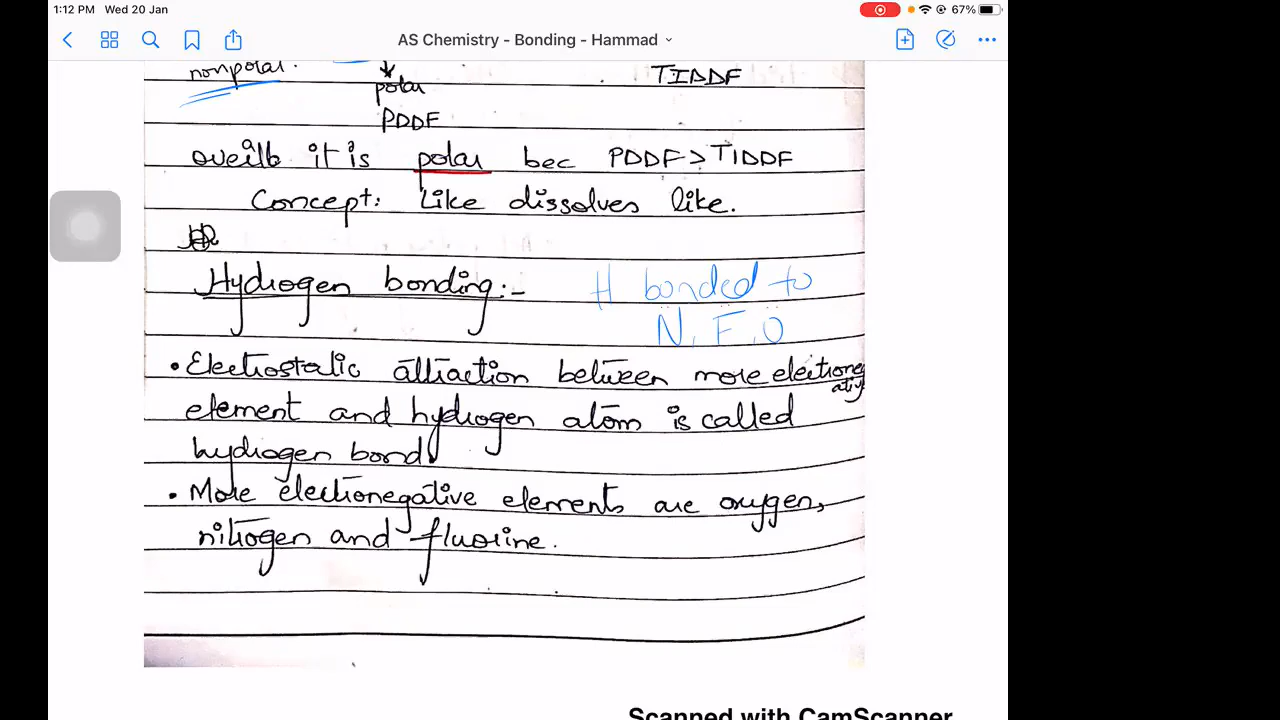 1:12 PM Wed 20 Jan
67%
AS Chemistry - Bonding - Hammad
nonpolar. polar TIDDF
PDDF
it is polar bec PDDF > TIDDF
Concept: Like dissolves like.
Hydrogen bonding :- H bonded to
N, F, O
• Electrostatic attraction between more electroneg
ative
element and hydrogen atom is called
hydrogen bond
• More electronegative elements are oxygen,
nitrogen and fluorine.
Scanned with CamScanner